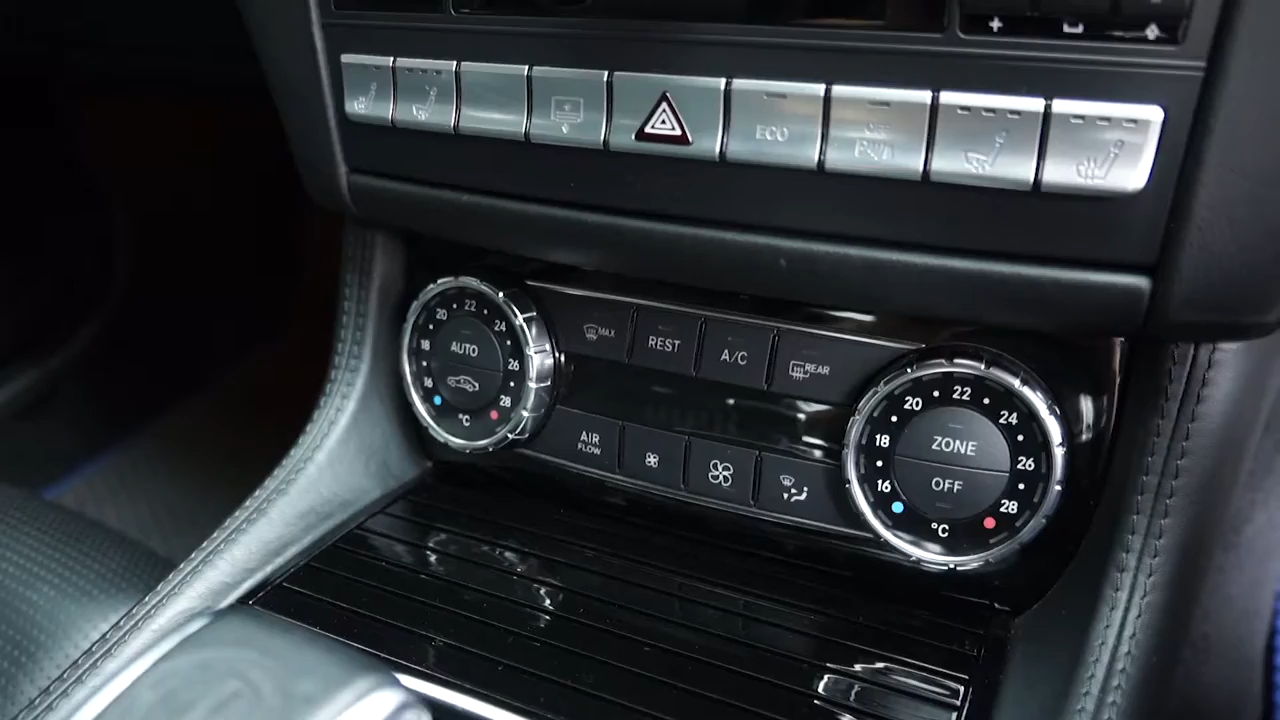 ECO
OFF
22
20
24
18
AUTO
26
16
28
°C
MAX
REST
A/C
REAR
AIR
FLOW
22
20
24
18
ZONE
26
16
OFF
28
°C